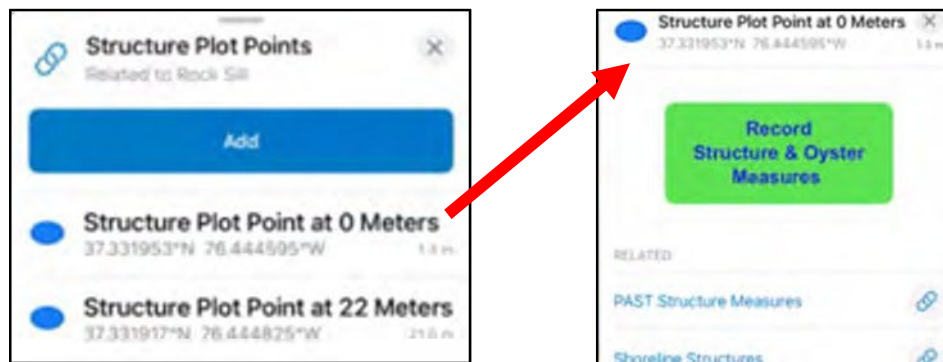 Structure Plot Points
Related to Rock Sill
Add
Structure Plot Point at 0 Meters
37.331953°N 76.444595°W
Structure Plot Point at 22 Meters
37.331917°N 76.444825°W
21.6 m
Structure Plot Point at 0 Meters
37.331953°N 76.444595°W
Record
Structure & Oyster
Measures
RELATED
PAST Structure Measures
Shoreline Structures